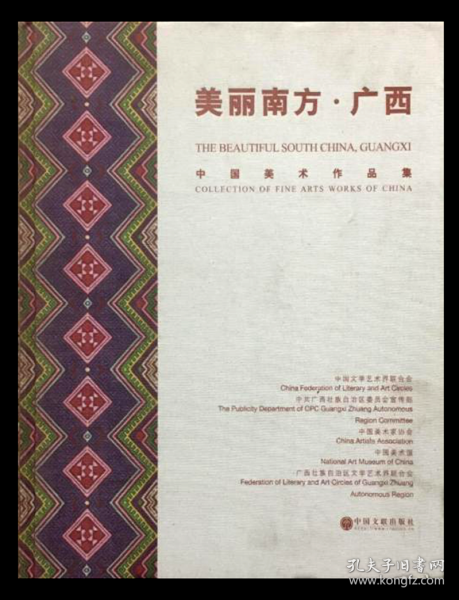 美丽南方·广西
THE BEAUTIFUL SOUTH CHINA, GUANGXI
中国美术作品集
COLLECTION OF FINE ARTS WORKS OF CHINA
中国文学艺术界联合会
China Federation of Literary and Art Circles
中共广西壮族自治区委员会宣传部
The Publicity Department of CPC Guangxi Zhuang Autonomous
Region Committee
中国美术家协会
China Artists Association
中国美术馆
National Art Museum of China
广西壮族自治区文学艺术界联合会
Federation of Literary and Art Circles of Guangxi Zhuang
Autonomous Region
中国文联出版社
孔夫子旧书网
www.kongfz.com